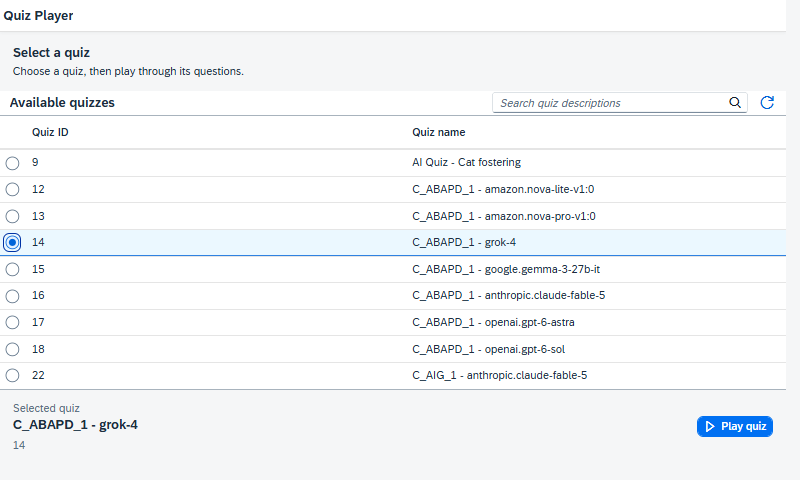 Quiz Player
Select a quiz
Choose a quiz, then play through its questions.
Available quizzes
Search quiz descriptions
Quiz ID Quiz name
9 AI Quiz - Cat fostering
12 C_ABAPD_1 - amazon.nova-lite-v1:0
13 C_ABAPD_1 - amazon.nova-pro-v1:0
14 C_ABAPD_1 - grok-4
15 C_ABAPD_1 - google.gemma-3-27b-it
16 C_ABAPD_1 - anthropic.claude-fable-5
17 C_ABAPD_1 - openai.gpt-6-astra
18 C_ABAPD_1 - openai.gpt-6-sol
22 C_AIG_1 - anthropic.claude-fable-5
Selected quiz
C_ABAPD_1 - grok-4
14
Play quiz